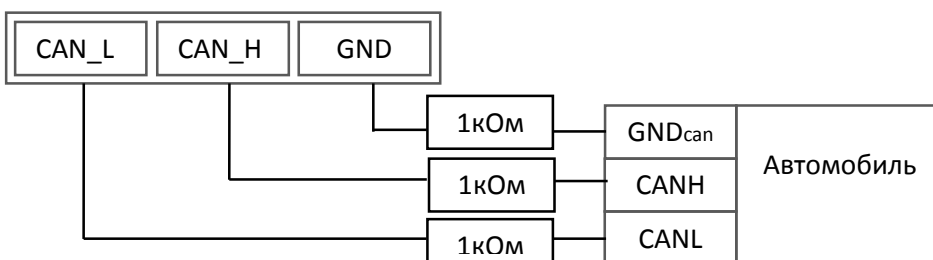 CAN_L CAN_H GND
1кОм GNDcan
Автомобиль
1кОм CANH
1кОм CANL